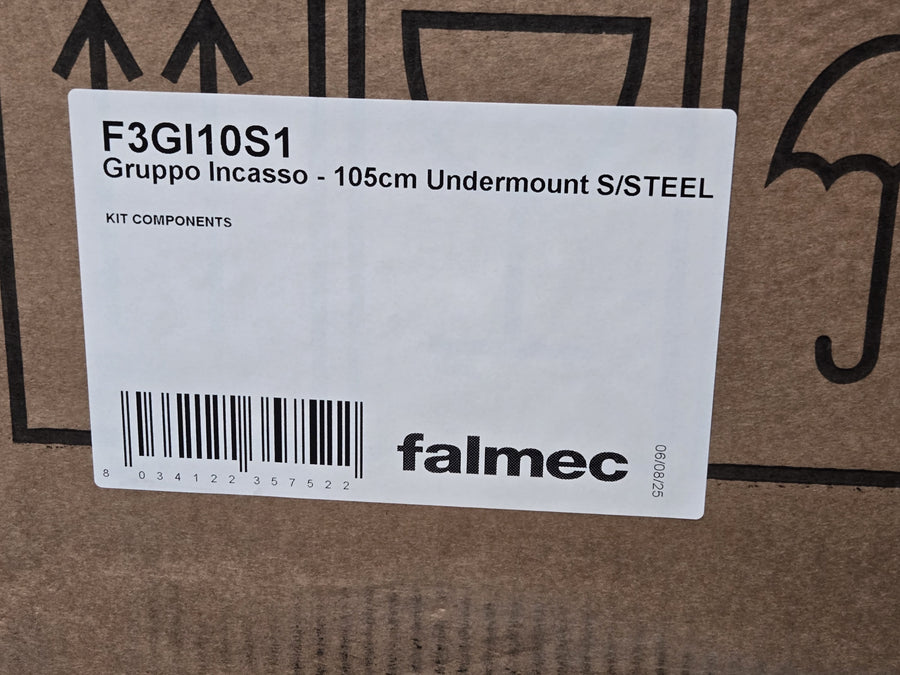 F3GI10S1
Gruppo Incasso - 105cm Undermount S/STEEL
KIT COMPONENTS
8 034122 357522
falmec
06/08/25